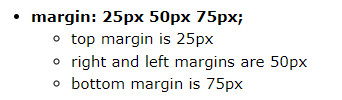 margin: 25px 50px 75px;
top margin is 25px
right and left margins are 50px
bottom margin is 75px